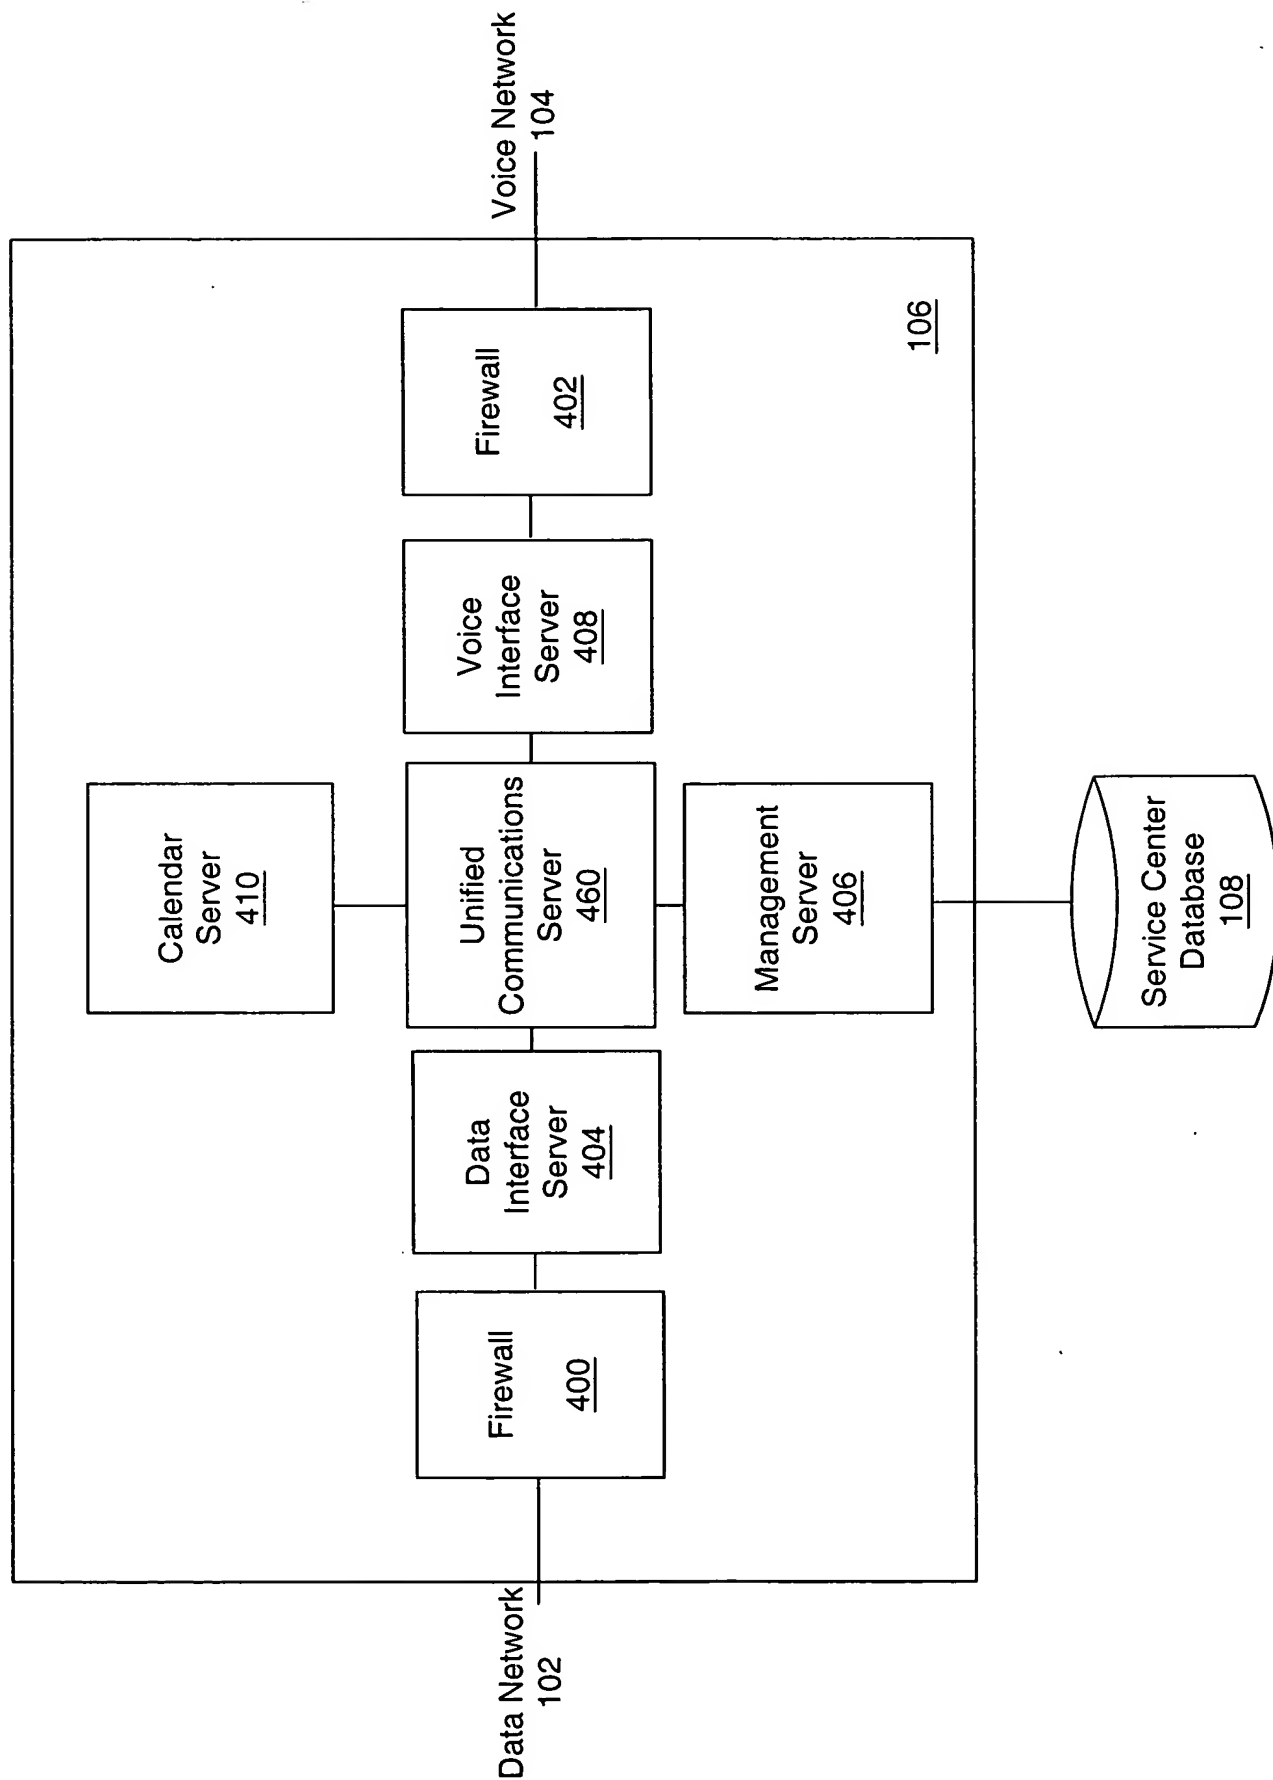 Calendar
Server
410
Data Network
102
Firewall
400
Data
Interface
Server
404
Unified
Communications
Server
460
Voice
Interface
Server
408
Firewall
402
Voice Network
104
Management
Server
406
106
Service Center
Database
108